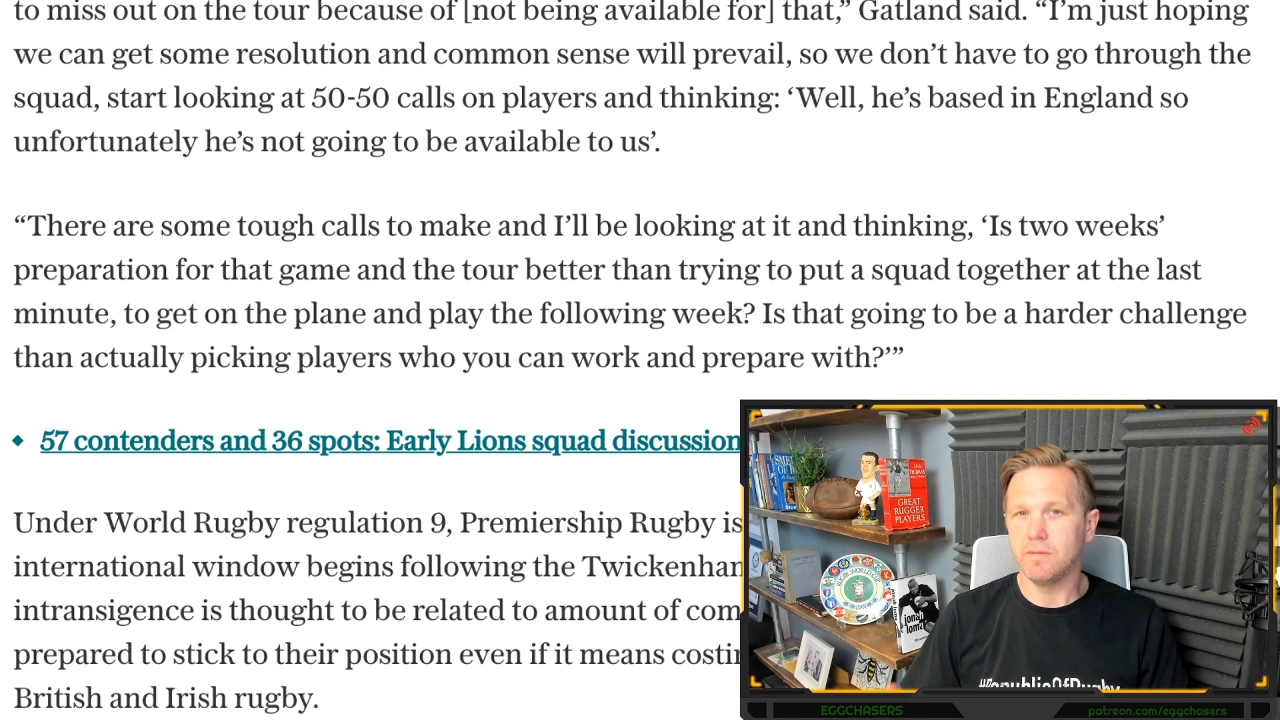 to miss out on the tour because of [not being available for] that,” Gatland said. “I’m just hoping
we can get some resolution and common sense will prevail, so we don’t have to go through the
squad, start looking at 50-50 calls on players and thinking: ‘Well, he’s based in England so
unfortunately he’s not going to be available to us’.
“There are some tough calls to make and I’ll be looking at it and thinking, ‘Is two weeks’
preparation for that game and the tour better than trying to put a squad together at the last
minute, to get on the plane and play the following week? Is that going to be a harder challenge
than actually picking players who you can work and prepare with?’”
57 contenders and 36 spots: Early Lions squad discussion
Under World Rugby regulation 9, Premiership Rugby is
international window begins following the Twickenham
intransigence is thought to be related to amount of com
prepared to stick to their position even if it means costin
British and Irish rugby.
GREAT
RUGBY
PLAYERS
jonah
lomu
EGGCHASERS
patreon.com/eggchasers